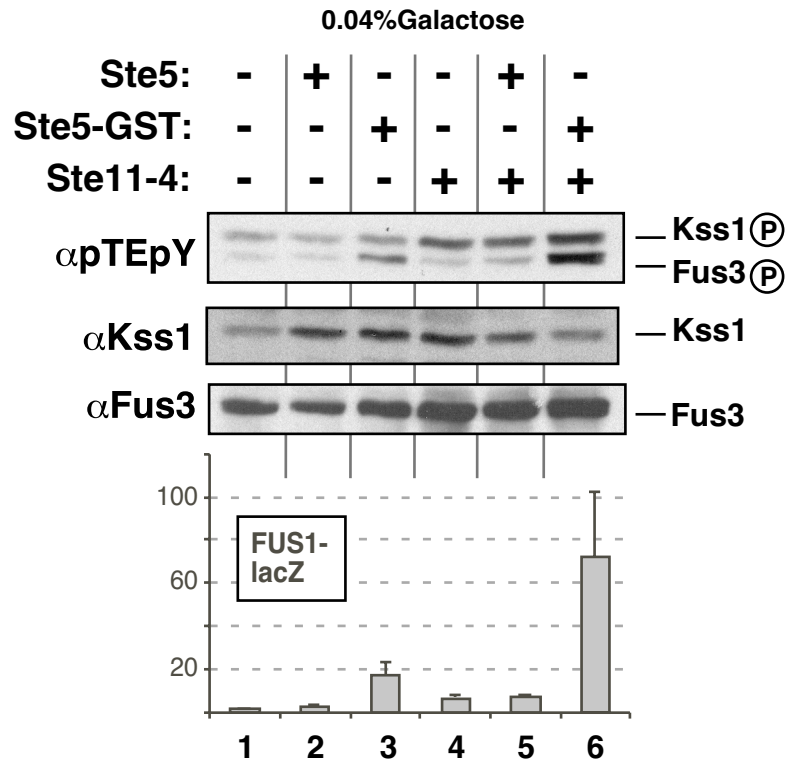 0.04%Galactose
Ste5: - + - - + -
Ste5-GST: - - + - - +
Ste11-4: - - - + + +
αpTEpY
Kss1 Ⓟ
Fus3 Ⓟ
αKss1
Kss1
αFus3
Fus3
100
60
20
FUS1-
lacZ
1 2 3 4 5 6